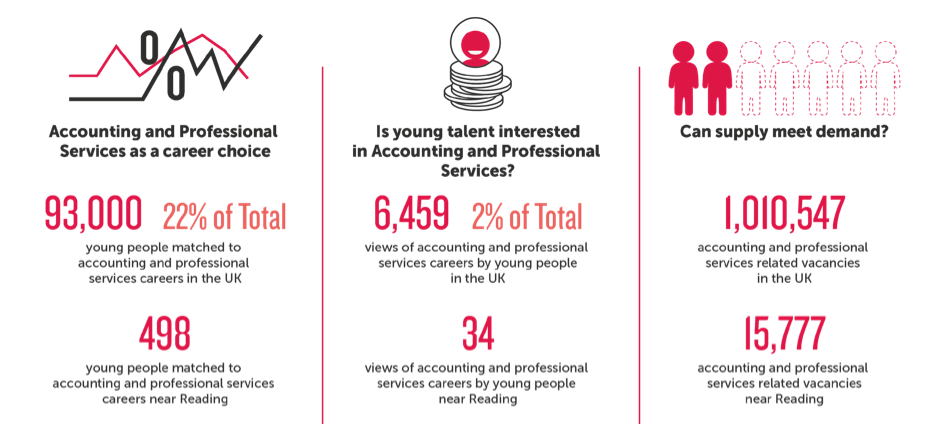 Accounting and Professional
Services as a career choice
93,000 22% of Total
young people matched to
accounting and professional
services careers in the UK
498
young people matched to
accounting and professional services
careers near Reading
Is young talent interested
in Accounting and Professional
Services?
6,459 2% of Total
views of accounting and professional
services careers by young people
in the UK
34
views of accounting and professional
services careers by young people
near Reading
Can supply meet demand?
1,010,547
accounting and professional
services related vacancies
in the UK
15,777
accounting and professional
services related vacancies
near Reading